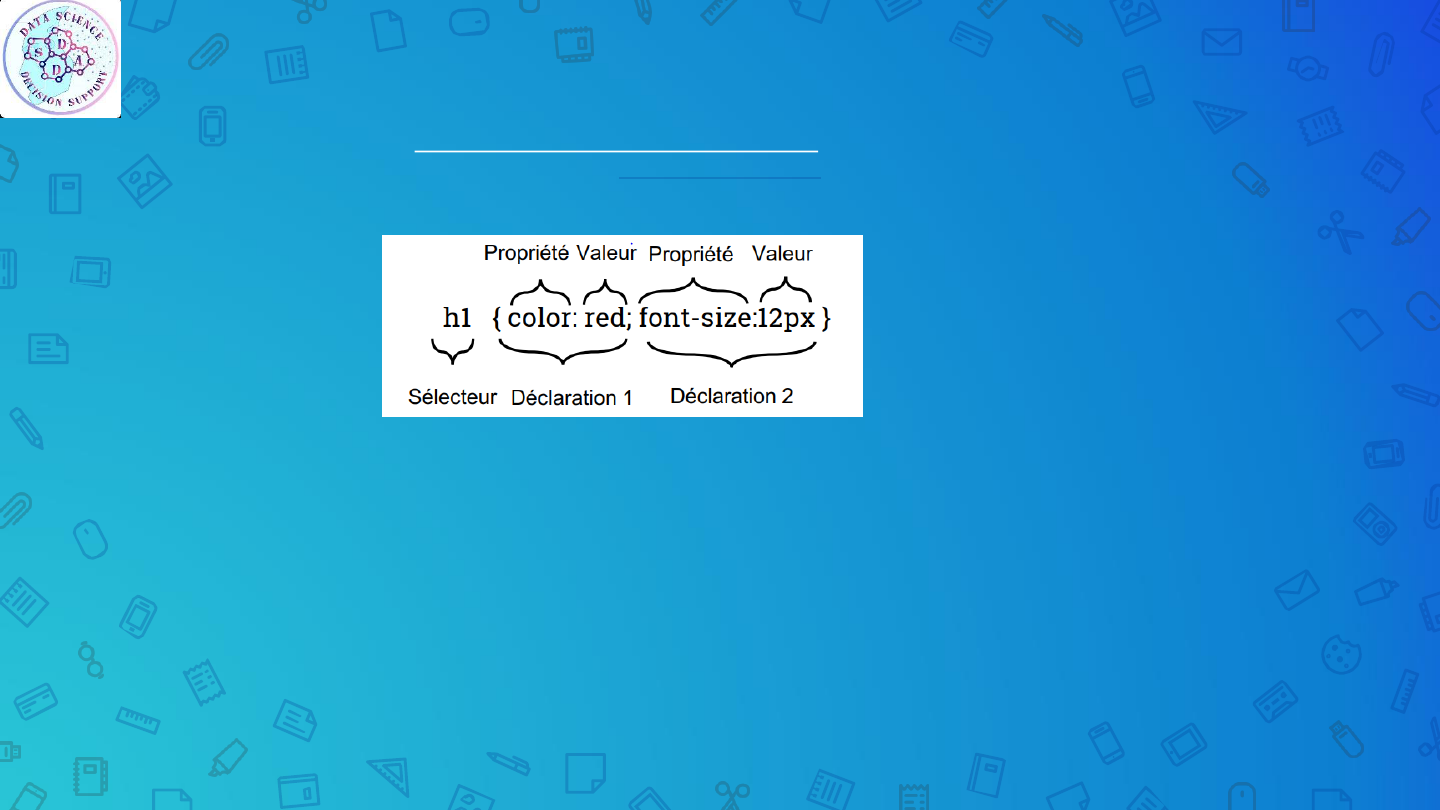 DATA SCIENCE
S D D A
DECISION SUPPORT
Propriété Valeur Propriété Valeur
h1 { color: red; font-size:12px }
Sélecteur Déclaration 1 Déclaration 2